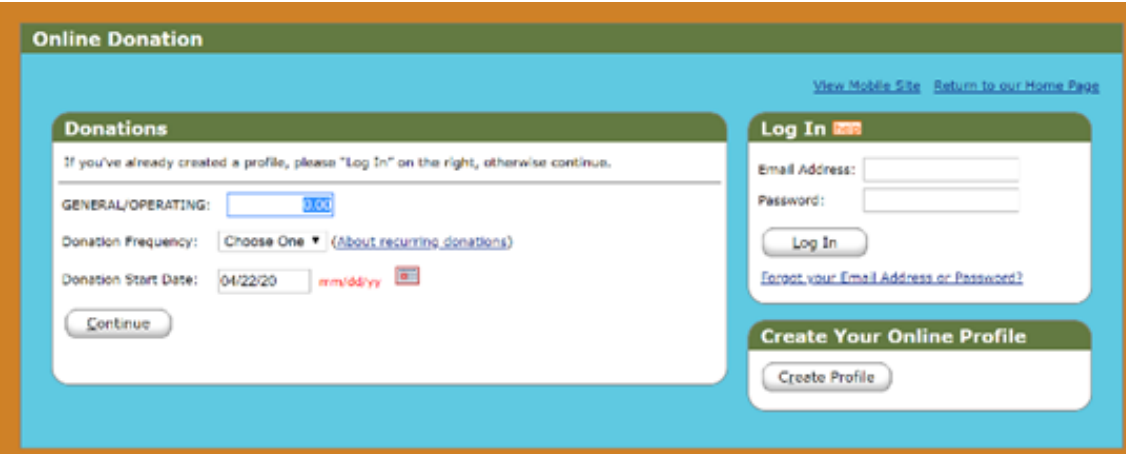 Online Donation
View Mobile Site Return to our Home Page
Donations
If you've already created a profile, please "Log In" on the right, otherwise continue.
GENERAL/OPERATING: 0.00
Donation Frequency: Choose One (About recurring donations)
Donation Start Date: 04/22/20 mm/dd/yy
Continue
Log In help
Email Address:
Password:
Log In
Forgot your Email Address or Password?
Create Your Online Profile
Create Profile